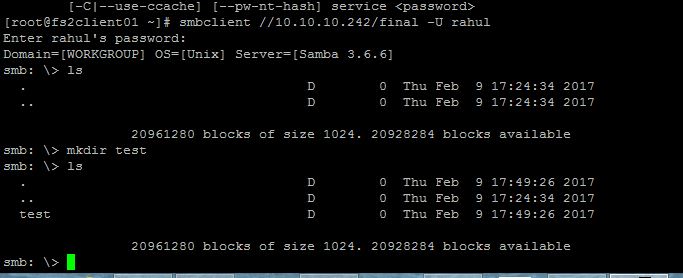 [-C|--use-ccache] [--pw-nt-hash] service <password>
[root@fs2client01 ~]# smbclient //10.10.10.242/final -U rahul
Enter rahul's password:
Domain=[WORKGROUP] OS=[Unix] Server=[Samba 3.6.6]
smb: \> ls
  .                                   D        0  Thu Feb  9 17:24:34 2017
  ..                                  D        0  Thu Feb  9 17:24:34 2017

                20961280 blocks of size 1024. 20928284 blocks available
smb: \> mkdir test
smb: \> ls
  .                                   D        0  Thu Feb  9 17:49:26 2017
  ..                                  D        0  Thu Feb  9 17:24:34 2017
  test                                D        0  Thu Feb  9 17:49:26 2017

                20961280 blocks of size 1024. 20928284 blocks available
smb: \>